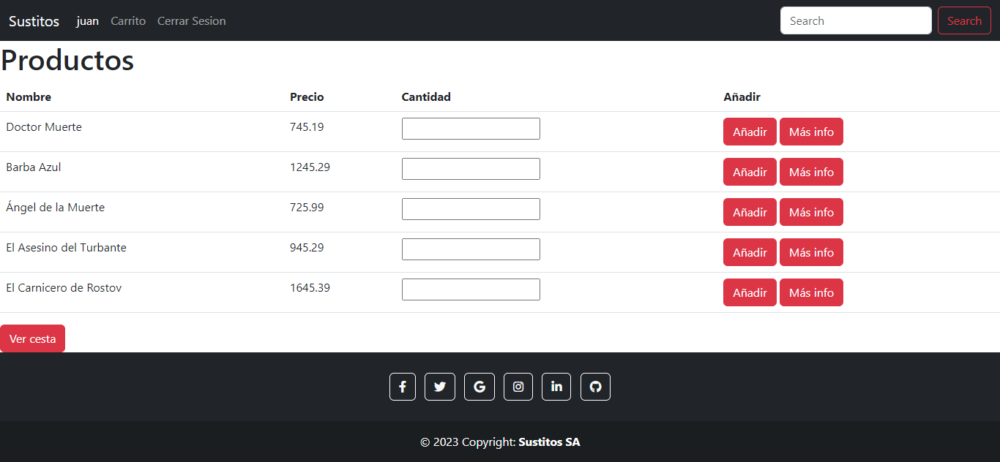 Sustitos juan Carrito Cerrar Sesion Search Search
Productos
Nombre Precio Cantidad Añadir
Doctor Muerte 745.19 Añadir Más info
Barba Azul 1245.29 Añadir Más info
Ángel de la Muerte 725.99 Añadir Más info
El Asesino del Turbante 945.29 Añadir Más info
El Carnicero de Rostov 1645.39 Añadir Más info
Ver cesta
© 2023 Copyright: Sustitos SA